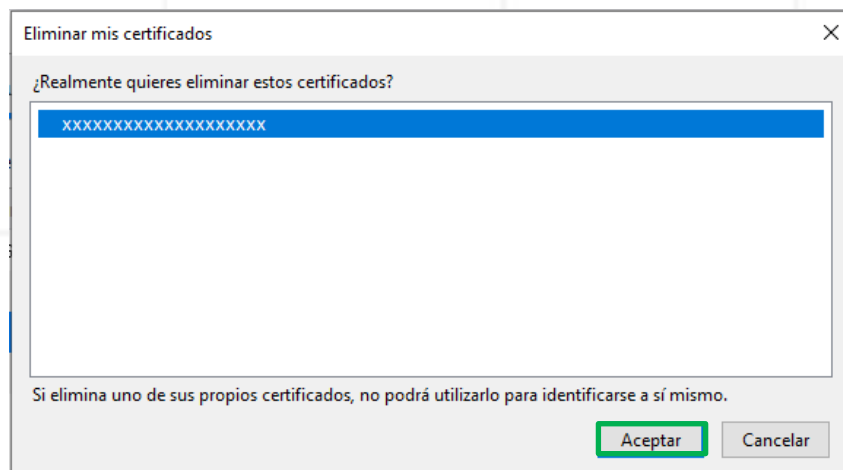 Eliminar mis certificados
¿Realmente quieres eliminar estos certificados?
xxxxxxxxxxxxxxxxxxxx
Si elimina uno de sus propios certificados, no podrá utilizarlo para identificarse a sí mismo.
Aceptar
Cancelar